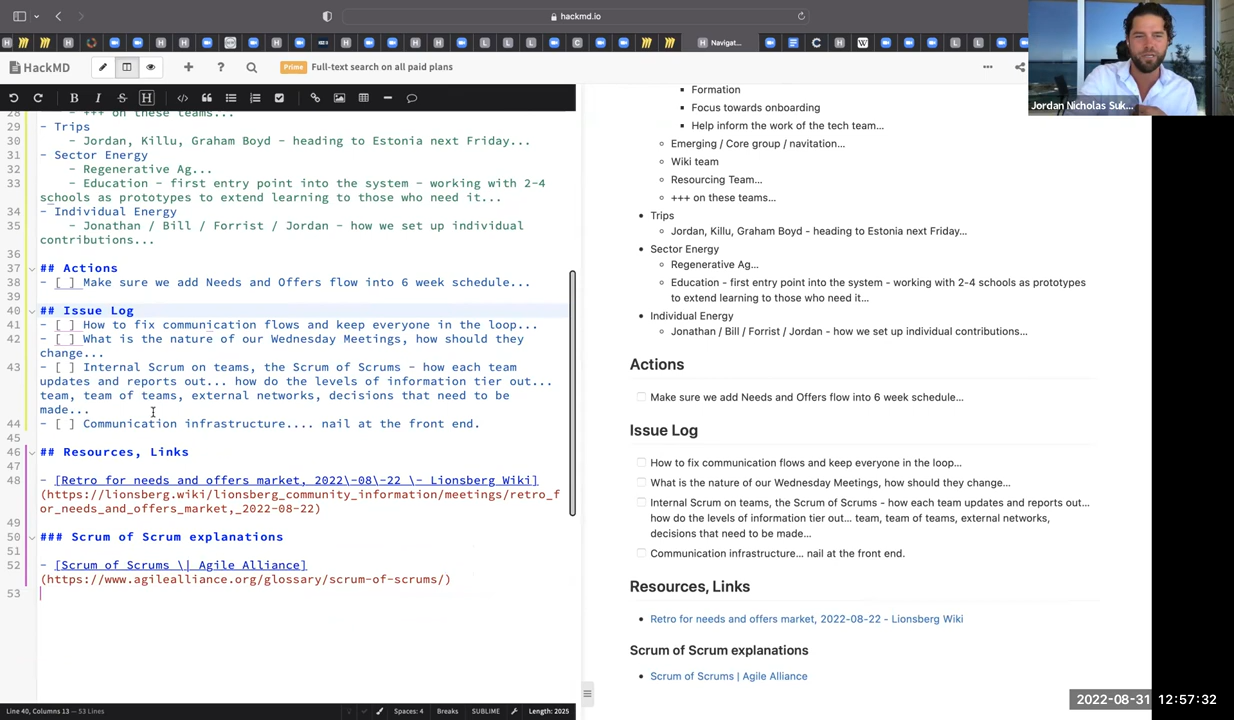 hackmd.io
Navigat...
HackMD
Prime Full-text search on all paid plans
Jordan Nicholas Suk...
28
- +++ on these teams...
29 - Trips
30 - Jordan, Killu, Graham Boyd - heading to Estonia next Friday...
31 - Sector Energy
32 - Regenerative Ag...
33 - Education - first entry point into the system - working with 2-4
schools as prototypes to extend learning to those who need it...
34 - Individual Energy
35 - Jonathan / Bill / Forrist / Jordan - how we set up individual
contributions...
36
37 ## Actions
38 - [ ] Make sure we add Needs and Offers flow into 6 week schedule...
39
40 ## Issue Log
41 - [ ] How to fix communication flows and keep everyone in the loop...
42 - [ ] What is the nature of our Wednesday Meetings, how should they
change...
43 - [ ] Internal Scrum on teams, the Scrum of Scrums - how each team
updates and reports out... how do the levels of information tier out...
team, team of teams, external networks, decisions that need to be
made...
44 - [ ] Communication infrastructure.... nail at the front end.
45
46 ## Resources, Links
47
48 - [Retro for needs and offers market, 2022\-08\-22 \- Lionsberg Wiki]
(https://lionsberg.wiki/lionsberg_community_information/meetings/retro_f
or_needs_and_offers_market,_2022-08-22)
49
50 ### Scrum of Scrum explanations
51
52 - [Scrum of Scrums \| Agile Alliance]
(https://www.agilealliance.org/glossary/scrum-of-scrums/)
53
Line 40, Columns 13 — 53 Lines
Spaces: 4 Breaks SUBLIME Length: 2025
Formation
Focus towards onboarding
Help inform the work of the tech team...
Emerging / Core group / navitation...
Wiki team
Resourcing Team...
+++ on these teams...
Trips
Jordan, Killu, Graham Boyd - heading to Estonia next Friday...
Sector Energy
Regenerative Ag...
Education - first entry point into the system - working with 2-4 schools as prototypes
to extend learning to those who need it...
Individual Energy
Jonathan / Bill / Forrist / Jordan - how we set up individual contributions...
Actions
Make sure we add Needs and Offers flow into 6 week schedule...
Issue Log
How to fix communication flows and keep everyone in the loop...
What is the nature of our Wednesday Meetings, how should they change...
Internal Scrum on teams, the Scrum of Scrums - how each team updates and reports out...
how do the levels of information tier out... team, team of teams, external networks,
decisions that need to be made...
Communication infrastructure... nail at the front end.
Resources, Links
Retro for needs and offers market, 2022-08-22 - Lionsberg Wiki
Scrum of Scrum explanations
Scrum of Scrums | Agile Alliance
2022-08-31 12:57:32